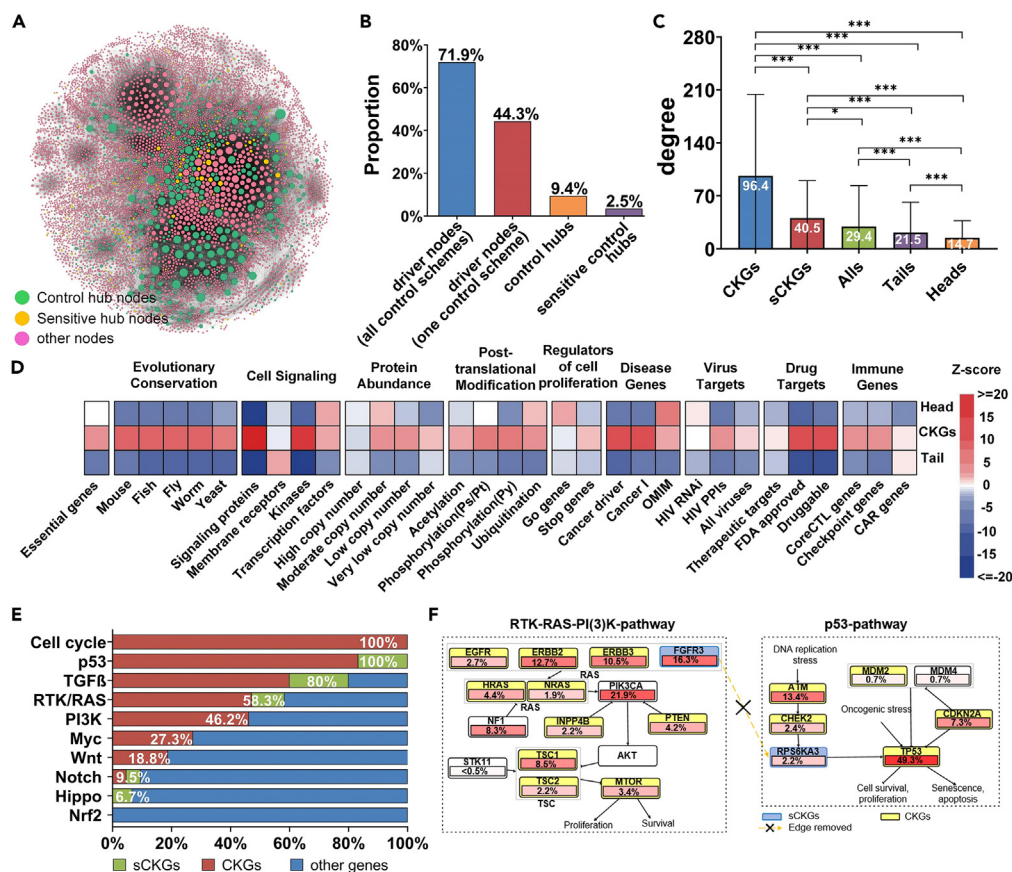 A
Control hub nodes
Sensitive hub nodes
other nodes
B
Proportion
80%
60%
40%
20%
0%
71.9%
44.3%
9.4%
2.5%
driver nodes
(all control schemes)
driver nodes
(one control scheme)
control hubs
sensitive control
hubs
C
degree
280
210
140
70
0
***
***
***
***
***
*
***
***
***
96.4
40.5
29.4
21.5
14.7
CKGs
sCKGs
Alls
Tails
Heads
D
Evolutionary
Conservation
Cell Signaling
Protein
Abundance
Post-
translational
Modification
Regulators
of cell
proliferation
Disease
Genes
Virus
Targets
Drug
Targets
Immune
Genes
Head
CKGs
Tail
Essential genes
Mouse
Fish
Fly
Worm
Yeast
Signaling proteins
Membrane receptors
Kinases
Transcription factors
High copy number
Moderate copy number
Low copy number
Very low copy number
Acetylation
Phosphorylation(Ps/Pt)
Phosphorylation(Py)
Ubiquitination
Go genes
Stop genes
Cancer driver
Cancer I
OMIM
HIV RNAi
HIV PPIs
All viruses
Therapeutic targets
FDA approved
Druggable
CoreCTL genes
Checkpoint genes
CAR genes
Z-score
>=20
15
10
5
0
-5
-10
-15
<=-20
E
Cell cycle
100%
p53
100%
TGFß
80%
RTK/RAS
58.3%
PI3K
46.2%
Myc
27.3%
Wnt
18.8%
Notch
9.5%
Hippo
6.7%
Nrf2
0%
20%
40%
60%
80%
100%
sCKGs
CKGs
other genes
F
RTK-RAS-PI(3)K-pathway
EGFR
2.7%
ERBB2
12.7%
ERBB3
10.5%
FGFR3
16.3%
RAS
HRAS
4.4%
NRAS
1.9%
PIK3CA
21.9%
RAS
NF1
8.3%
INPP4B
2.2%
PTEN
4.2%
STK11
<0.5%
TSC1
8.5%
AKT
TSC2
2.2%
TSC
MTOR
3.4%
Proliferation
Survival
p53-pathway
DNA replication
stress
MDM2
0.7%
MDM4
0.7%
ATM
13.4%
Oncogenic stress
CDKN2A
7.3%
CHEK2
2.4%
RPS6KA3
2.2%
TP53
49.3%
Cell survival,
proliferation
Senescence,
apoptosis
sCKGs
CKGs
Edge removed